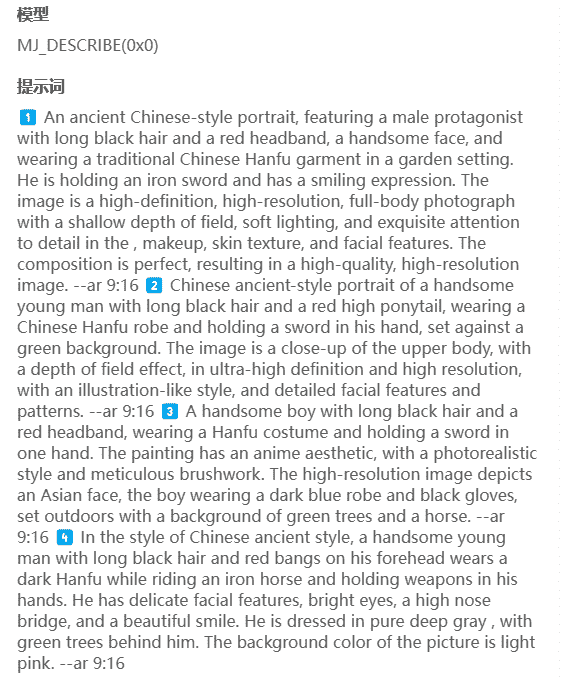 模型
MJ_DESCRIBE(0x0)
提示词
1 An ancient Chinese-style portrait, featuring a male protagonist
with long black hair and a red headband, a handsome face, and
wearing a traditional Chinese Hanfu garment in a garden setting.
He is holding an iron sword and has a smiling expression. The
image is a high-definition, high-resolution, full-body photograph
with a shallow depth of field, soft lighting, and exquisite attention
to detail in the , makeup, skin texture, and facial features. The
composition is perfect, resulting in a high-quality, high-resolution
image. --ar 9:16 2 Chinese ancient-style portrait of a handsome
young man with long black hair and a red high ponytail, wearing a
Chinese Hanfu robe and holding a sword in his hand, set against a
green background. The image is a close-up of the upper body, with
a depth of field effect, in ultra-high definition and high resolution,
with an illustration-like style, and detailed facial features and
patterns. --ar 9:16 3 A handsome boy with long black hair and a
red headband, wearing a Hanfu costume and holding a sword in
one hand. The painting has an anime aesthetic, with a photorealistic
style and meticulous brushwork. The high-resolution image depicts
an Asian face, the boy wearing a dark blue robe and black gloves,
set outdoors with a background of green trees and a horse. --ar
9:16 4 In the style of Chinese ancient style, a handsome young
man with long black hair and red bangs on his forehead wears a
dark Hanfu while riding an iron horse and holding weapons in his
hands. He has delicate facial features, bright eyes, a high nose
bridge, and a beautiful smile. He is dressed in pure deep gray , with
green trees behind him. The background color of the picture is light
pink. --ar 9:16